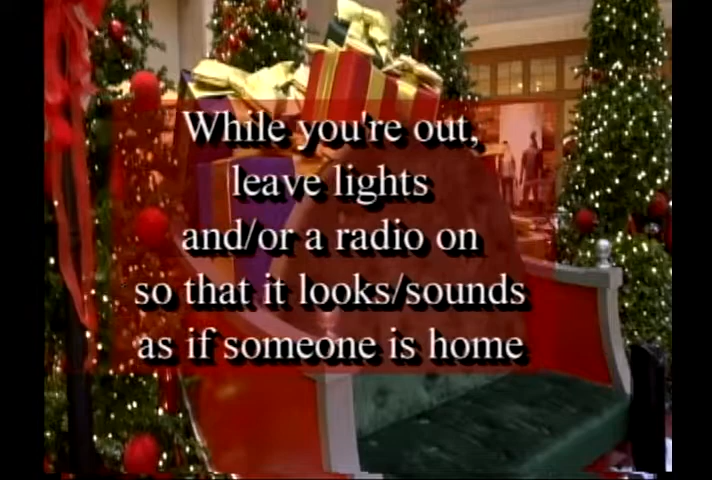 While you're out,
leave lights
and/or a radio on
so that it looks/sounds
as if someone is home